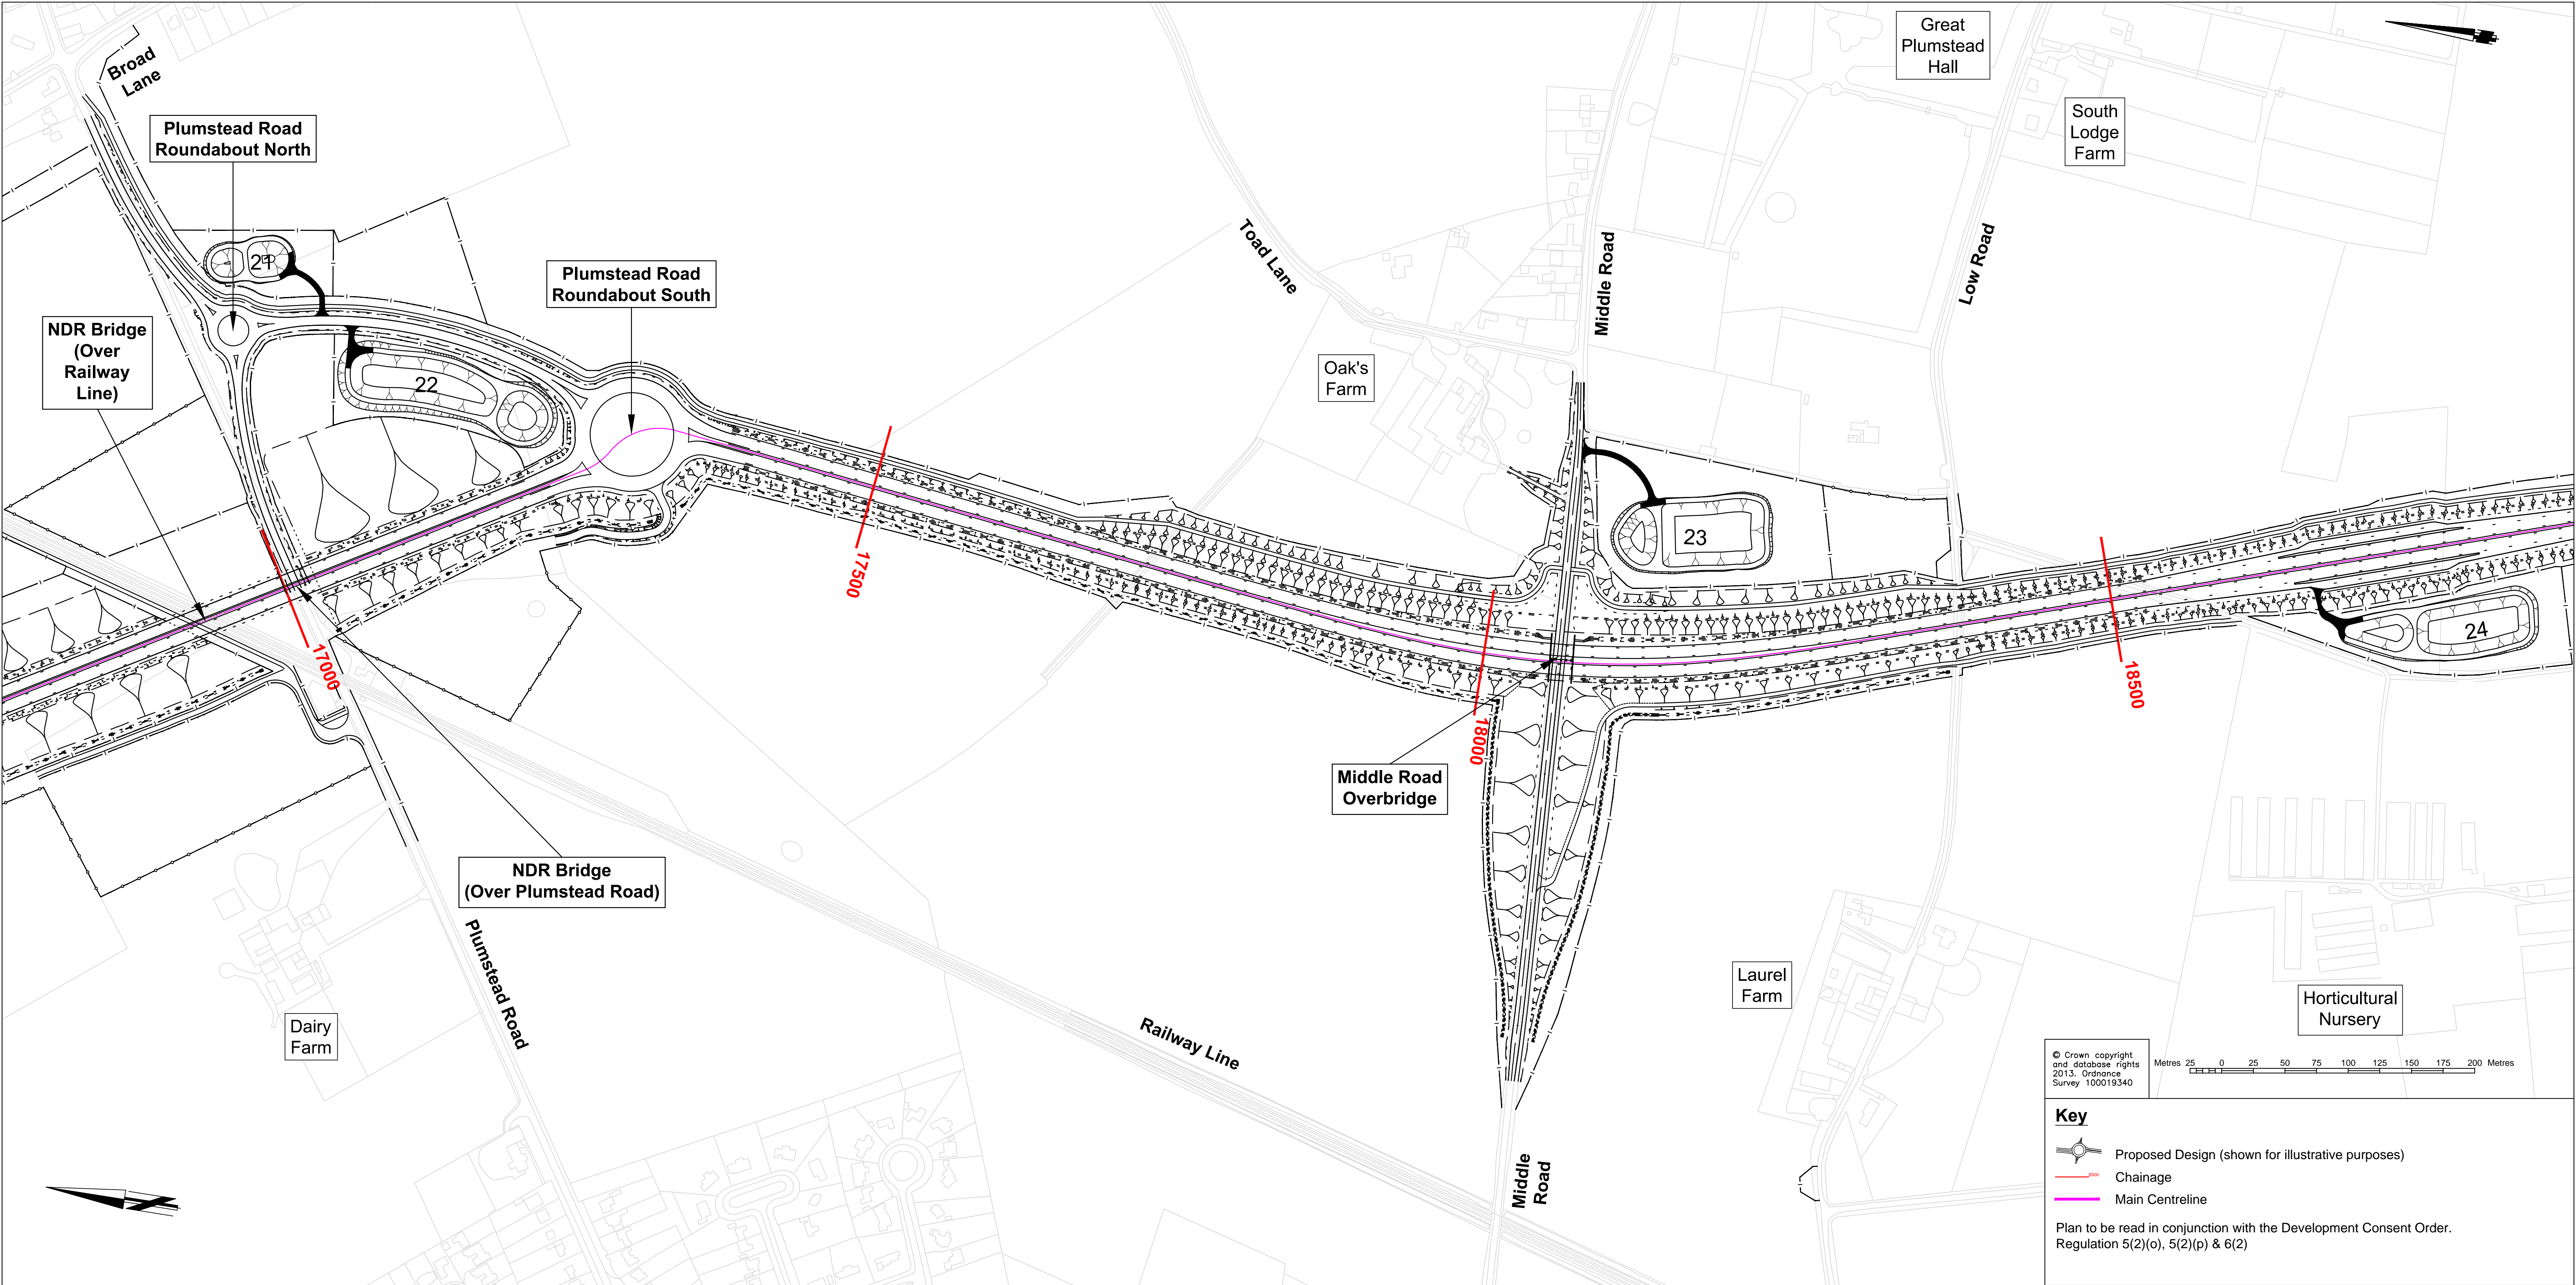 Broad
Lane
Plumstead Road
Roundabout North
21
NDR Bridge
(Over
Railway
Line)
22
Plumstead Road
Roundabout South
17000
17500
NDR Bridge
(Over Plumstead Road)
Dairy
Farm
Plumstead Road
Railway Line
Toad Lane
Oak's
Farm
Middle Road
Great
Plumstead
Hall
South
Lodge
Farm
Low Road
23
18000
Middle Road
Overbridge
18500
24
Laurel
Farm
Horticultural
Nursery
Middle
Road
© Crown copyright
and database rights
2013. Ordnance
Survey 100019340
Metres 25 0 25 50 75 100 125 150 175 200 Metres
Key
Proposed Design (shown for illustrative purposes)
Chainage
Main Centreline
Plan to be read in conjunction with the Development Consent Order.
Regulation 5(2)(o), 5(2)(p) & 6(2)